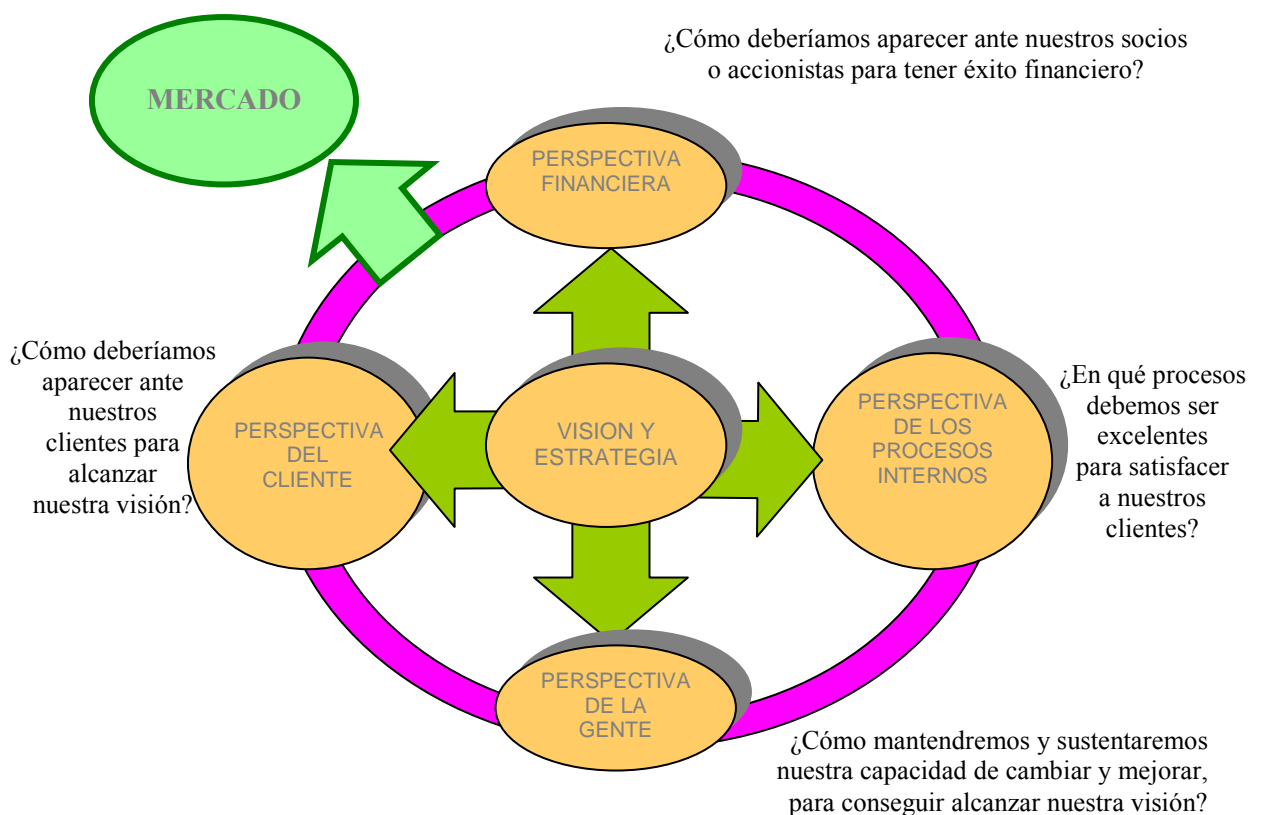 ¿Cómo deberíamos aparecer ante nuestros socios
o accionistas para tener éxito financiero?
MERCADO
PERSPECTIVA
FINANCIERA
¿Cómo deberíamos
aparecer ante
nuestros
clientes para
alcanzar
nuestra visión?
PERSPECTIVA
DEL
CLIENTE
VISION Y
ESTRATEGIA
PERSPECTIVA
DE LOS
PROCESOS
INTERNOS
¿En qué procesos
debemos ser
excelentes
para satisfacer
a nuestros
clientes?
PERSPECTIVA
DE LA
GENTE
¿Cómo mantendremos y sustentaremos
nuestra capacidad de cambiar y mejorar,
para conseguir alcanzar nuestra visión?